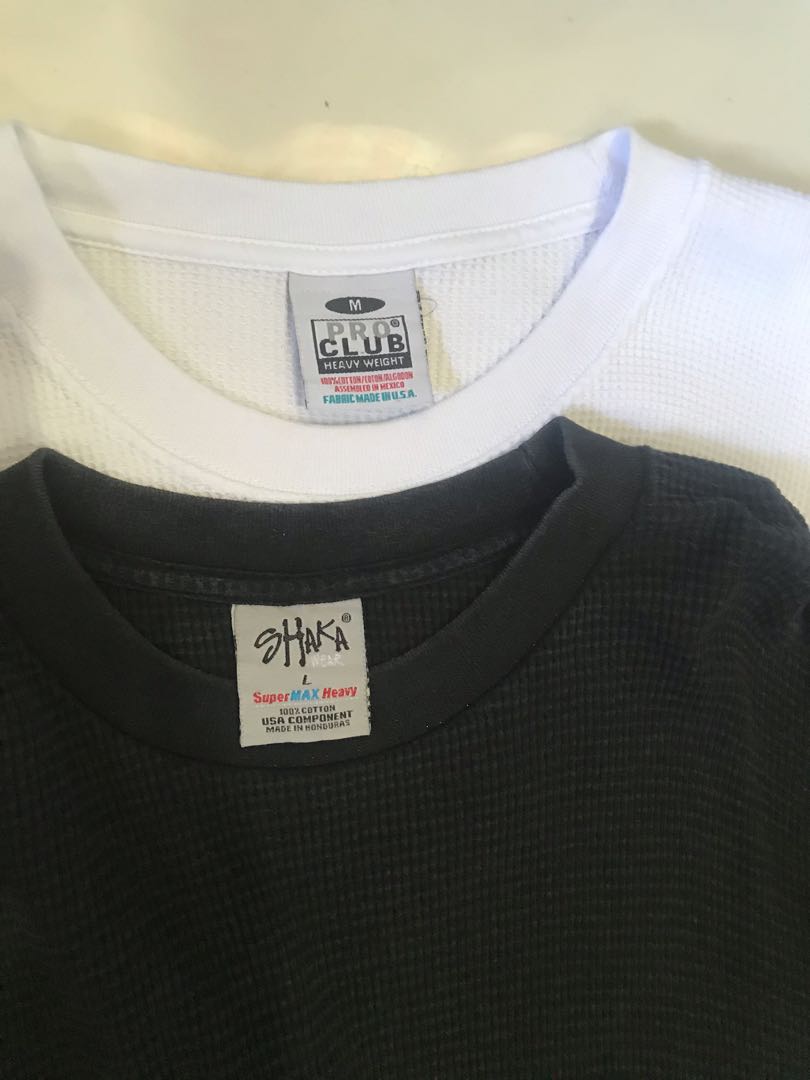 M
PRO®
CLUB
HEAVY WEIGHT
100% COTTON/COTON/ALGODON
ASSEMBLED IN MEXICO
FABRIC MADE IN U.S.A.
SHAKA®
WEAR
L
SuperMAX Heavy
100% COTTON
USA COMPONENT
MADE IN HONDURAS